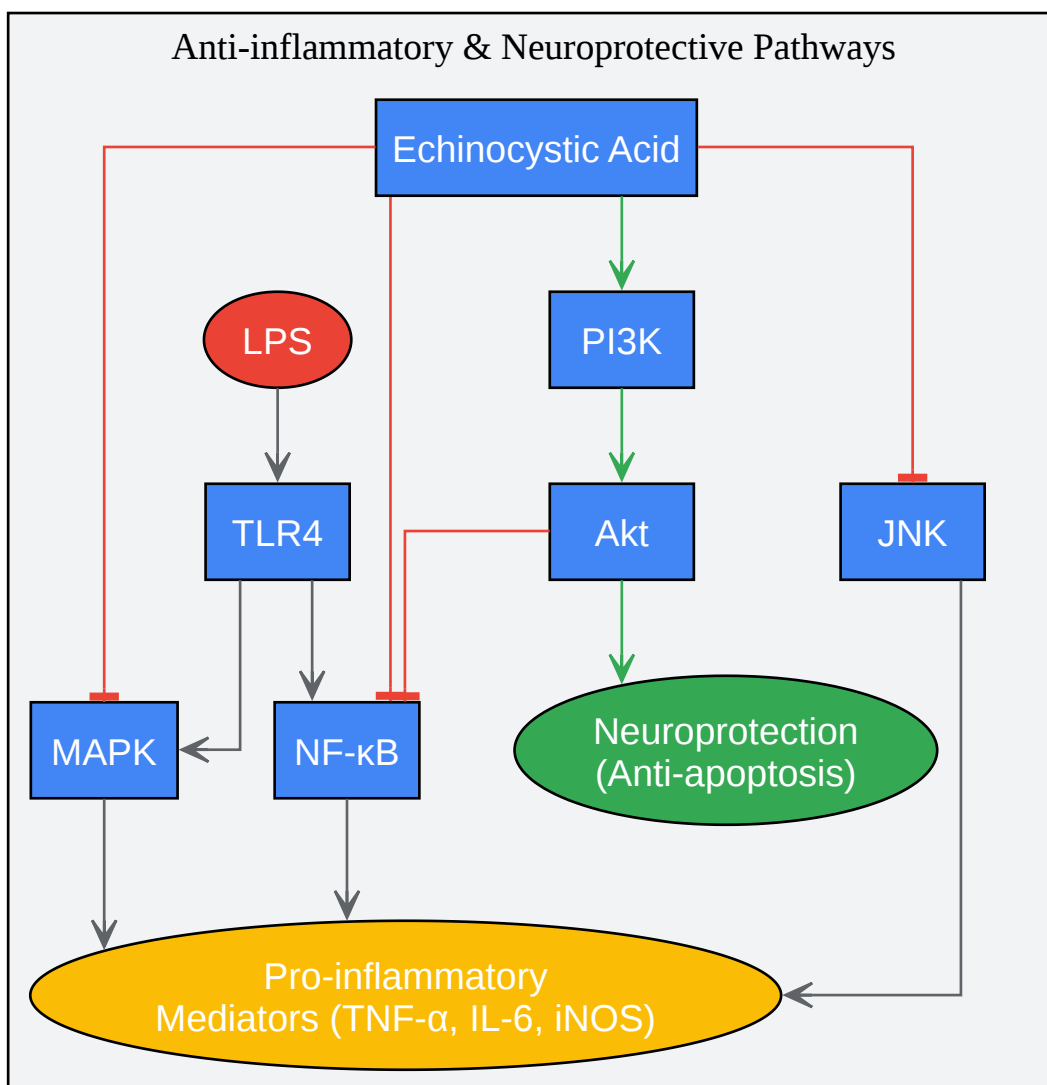 Anti-inflammatory & Neuroprotective Pathways
Echinocystic Acid
LPS
PI3K
TLR4
Akt
JNK
MAPK
NF-κB
Neuroprotection
(Anti-apoptosis)
Pro-inflammatory
Mediators (TNF-α, IL-6, iNOS)